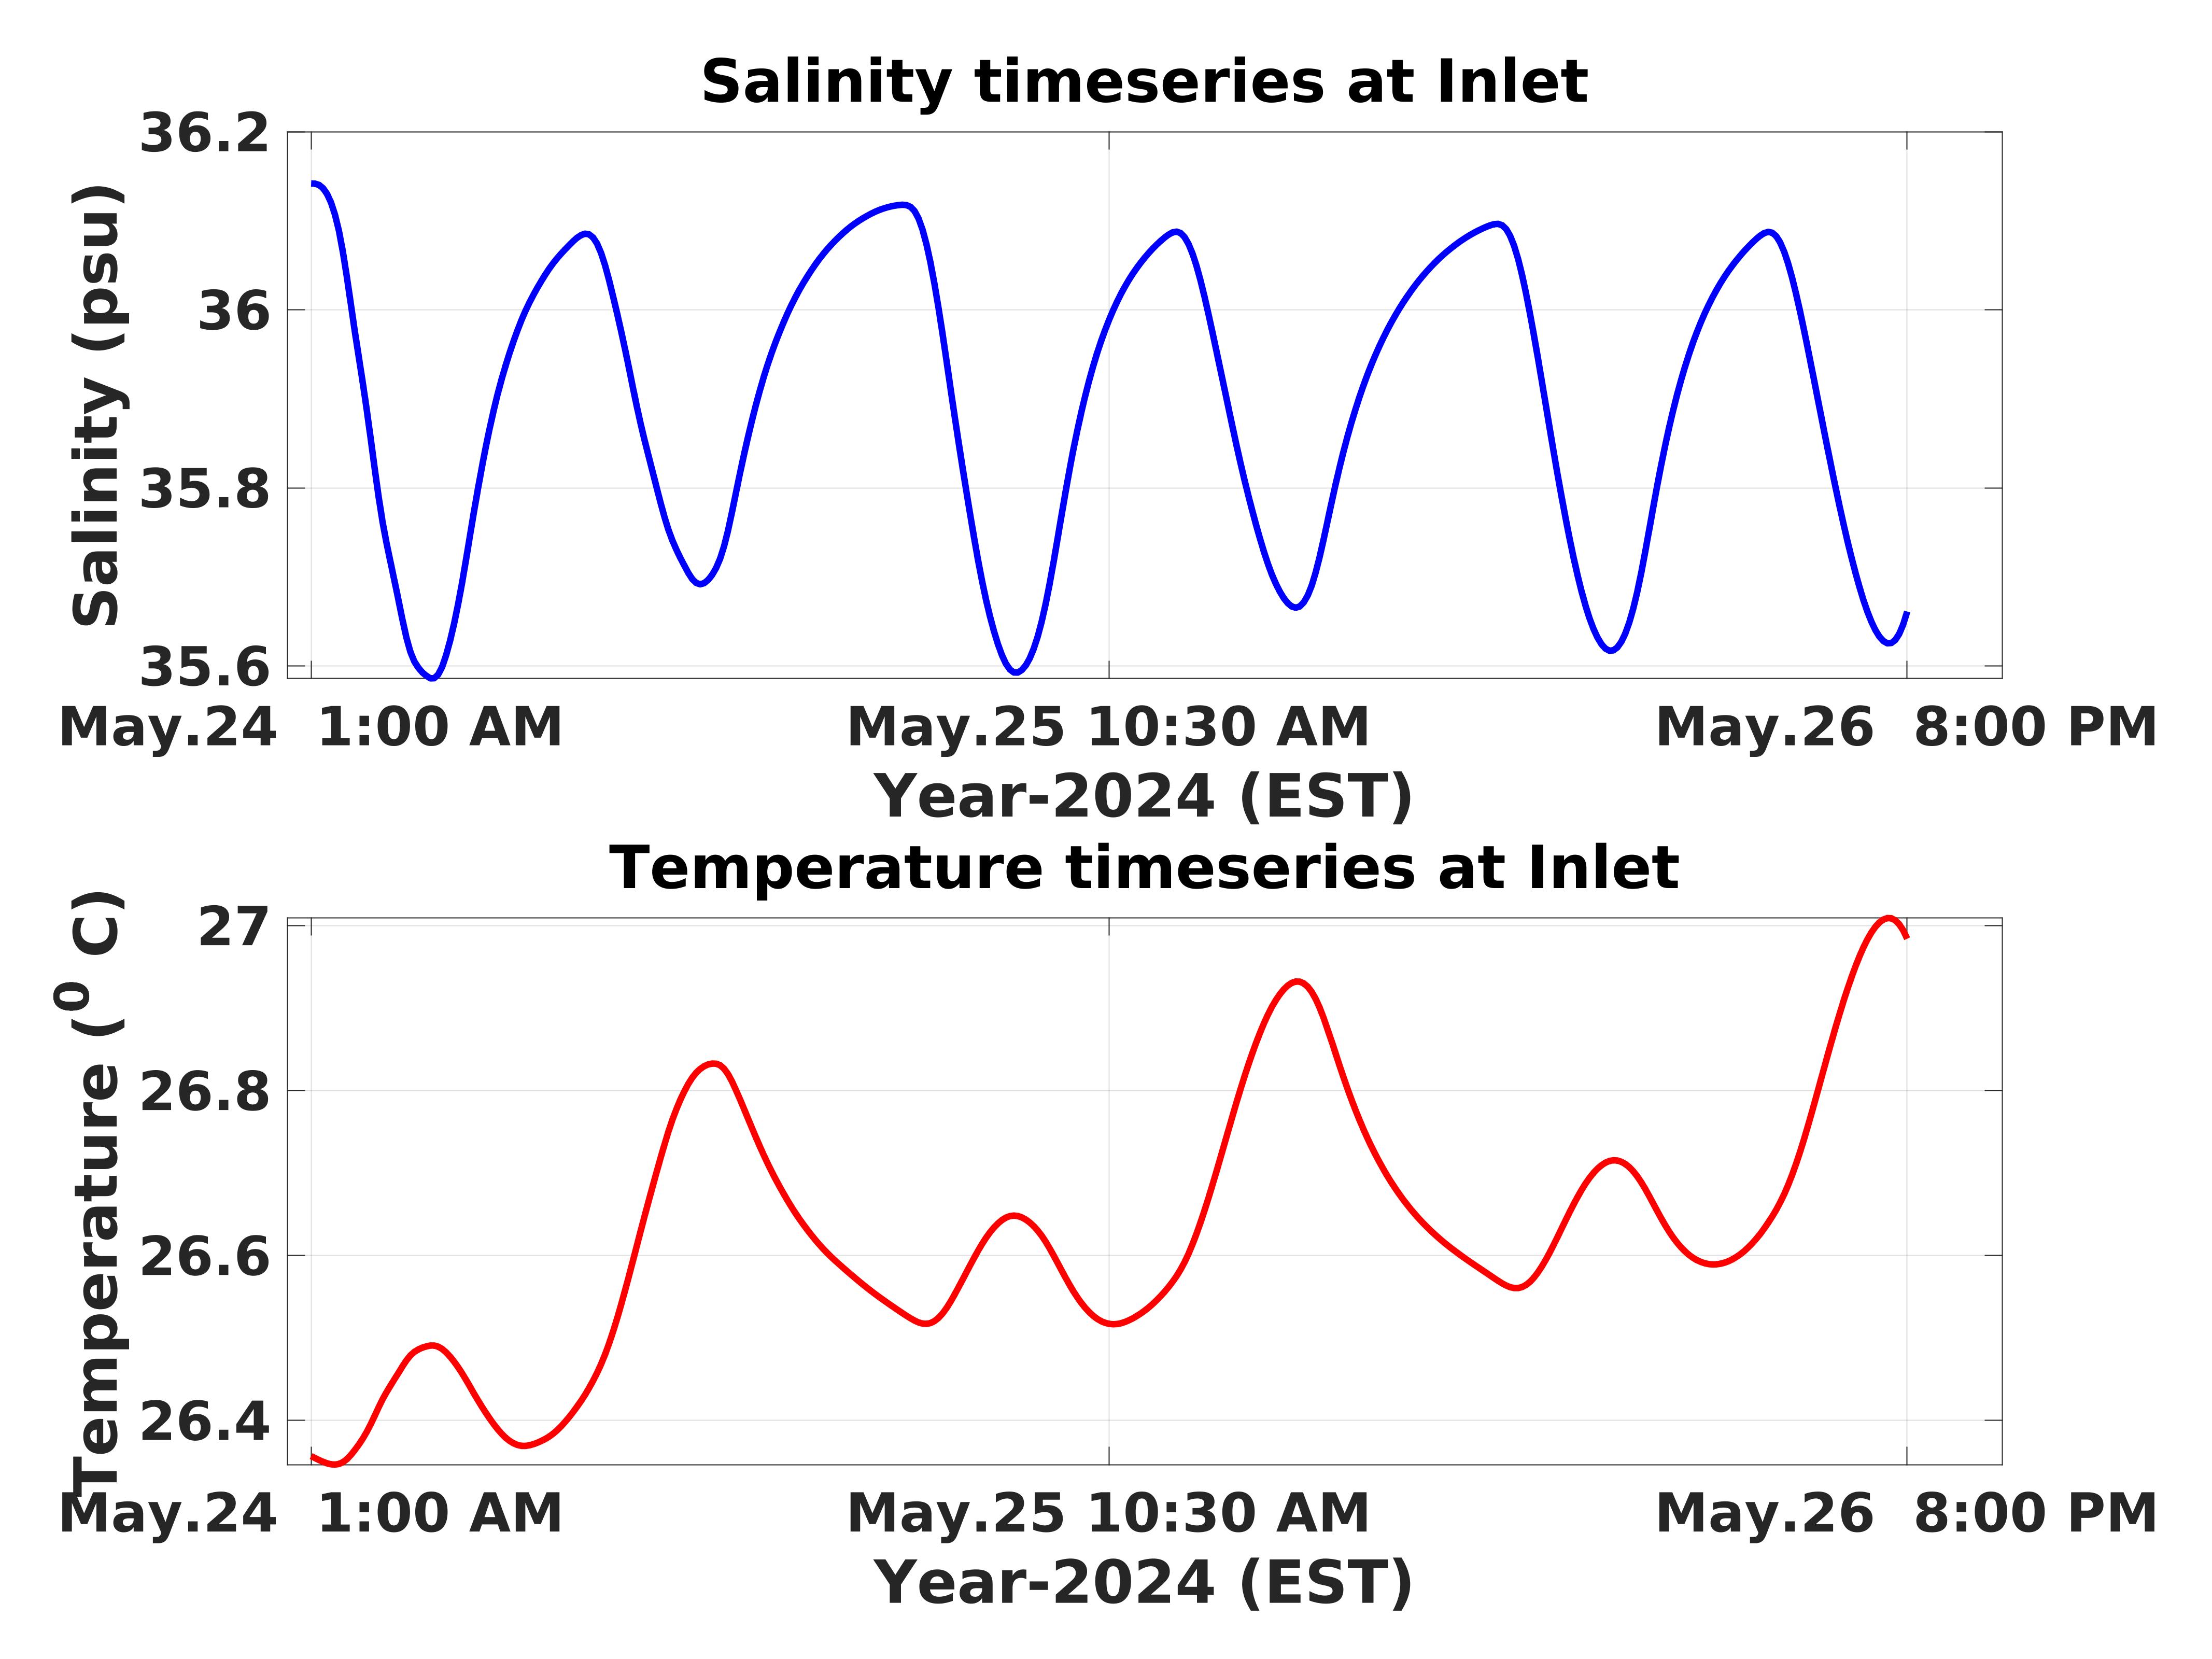 Salinity timeseries at Inlet
Salinity (psu)
36.2
36
35.8
35.6
May.24 1:00 AM
May.25 10:30 AM
May.26 8:00 PM
Year-2024 (EST)
Temperature timeseries at Inlet
Temperature (⁰ C)
27
26.8
26.6
26.4
May.24 1:00 AM
May.25 10:30 AM
May.26 8:00 PM
Year-2024 (EST)